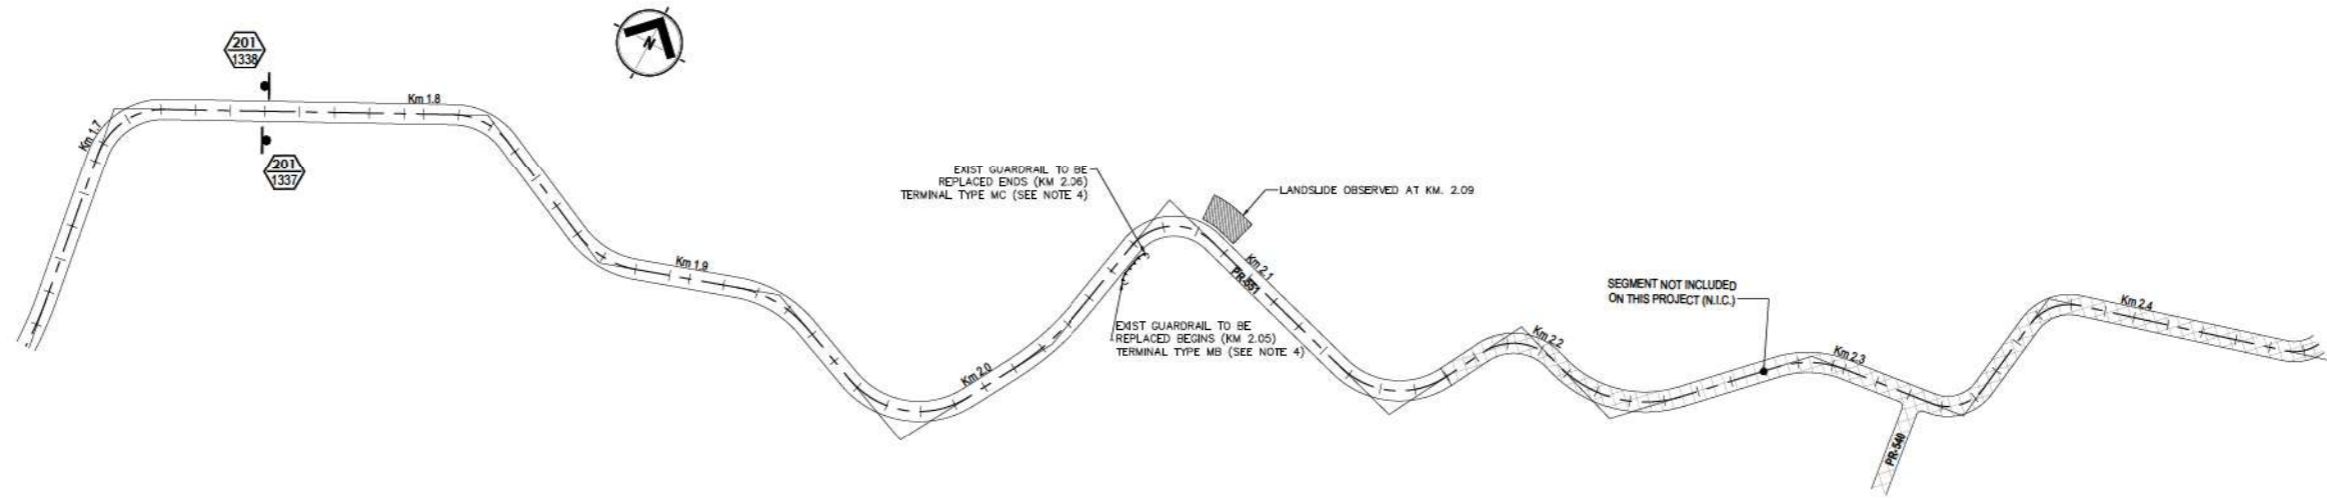 201
1338
N
Km 1.8
Km 1.7
201
1337
EXIST GUARDRAIL TO BE
REPLACED ENDS (KM 2.06)
TERMINAL TYPE MC (SEE NOTE 4)
LANDSLIDE OBSERVED AT KM. 2.09
Km 1.9
Km 2.1
PR-551
SEGMENT NOT INCLUDED
ON THIS PROJECT (N.I.C.)
Km 2.4
EXIST GUARDRAIL TO BE
REPLACED BEGINS (KM 2.05)
TERMINAL TYPE MB (SEE NOTE 4)
Km 2.2
Km 2.3
Km 2.0
PR-540